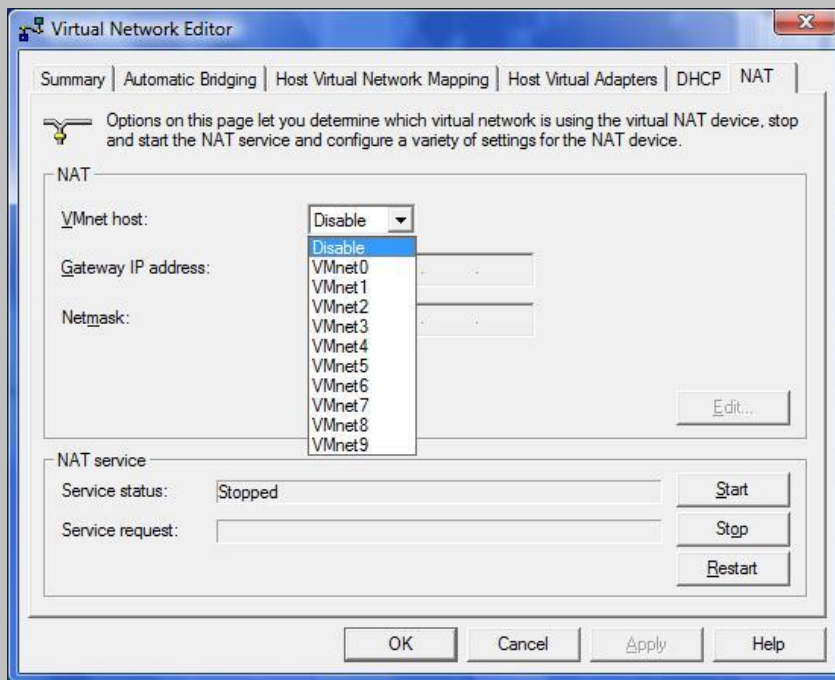 Virtual Network Editor
Summary Automatic Bridging Host Virtual Network Mapping Host Virtual Adapters DHCP NAT
Options on this page let you determine which virtual network is using the virtual NAT device, stop
and start the NAT service and configure a variety of settings for the NAT device.
NAT
VMnet host: Disable
Disable
Gateway IP address: VMnet0
VMnet1
VMnet2
Netmask: VMnet3
VMnet4
VMnet5
VMnet6
VMnet7
Edit...
VMnet8
VMnet9
NAT service
Service status: Stopped Start
Service request: Stop
Restart
OK Cancel Apply Help